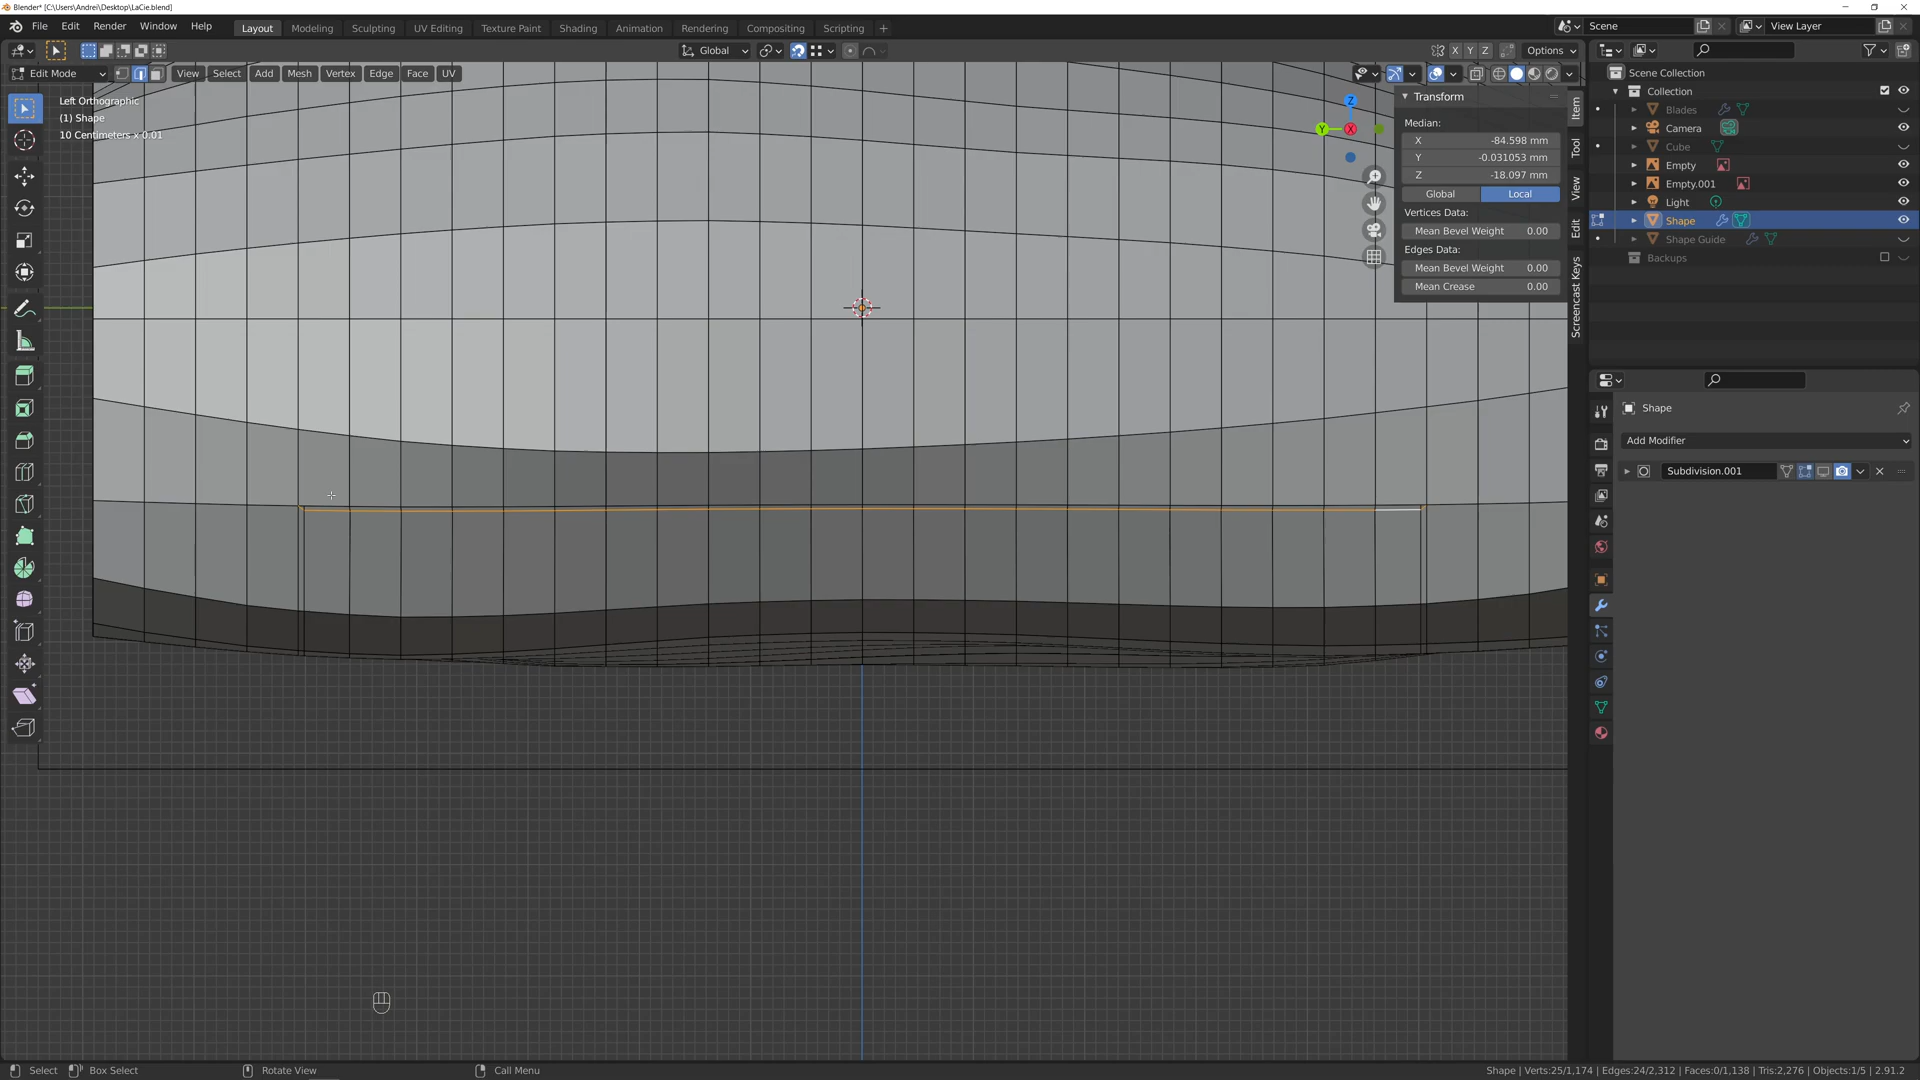 Blender* [C:\Users\Andrei\Desktop\LaCie.blend]
File Edit Render Window Help Layout Modeling Sculpting UV Editing Texture Paint Shading Animation Rendering Compositing Scripting + Scene View Layer
Global X Y Z Options
Edit Mode View Select Add Mesh Vertex Edge Face UV
Left Orthographic
(1) Shape
10 Centimeters x 0.01
Z
Y X
Transform
Median:
X -84.598 mm
Y -0.031053 mm
Z -18.097 mm
Global Local
Vertices Data:
Mean Bevel Weight 0.00
Edges Data:
Mean Bevel Weight 0.00
Mean Crease 0.00
Item
Tool
View
Edit
Screencast Keys
Scene Collection
Collection
Blades
Camera
Cube
Empty
Empty.001
Light
Shape
Shape Guide
Backups
Shape
Add Modifier
Subdivision.001
Select Box Select Rotate View Call Menu Shape | Verts:25/1,174 | Edges:24/2,312 | Faces:0/1,138 | Tris:2,276 | Objects:1/5 | 2.91.2